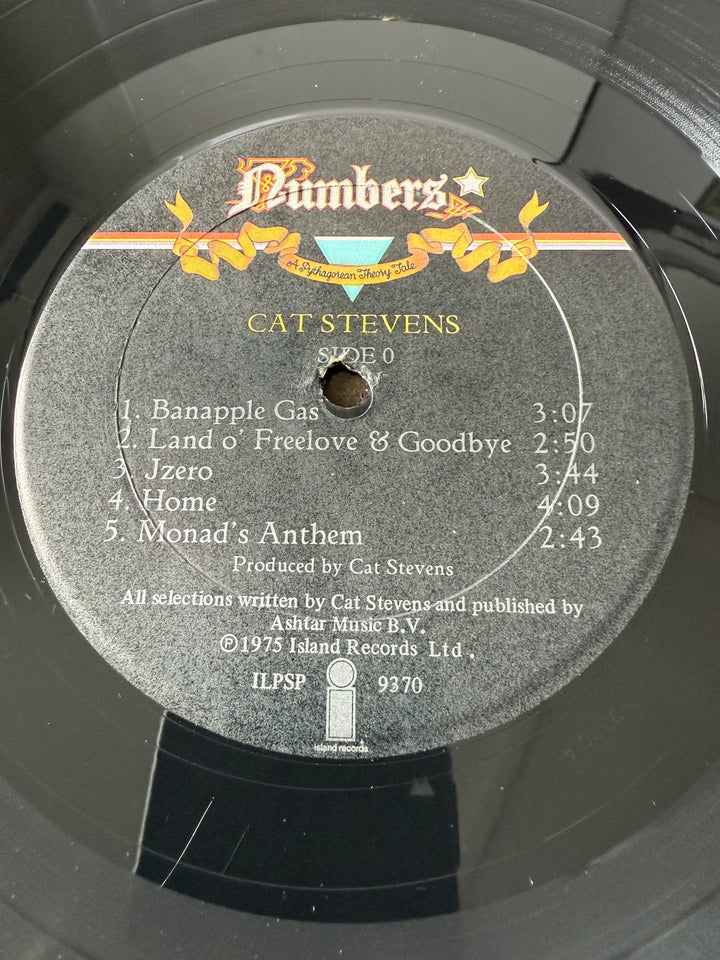 Numbers
A Pythagorean Theory Tale
CAT STEVENS
SIDE 0
1. Banapple Gas 3:07
2. Land o' Freelove & Goodbye 2:50
3. Jzero 3:44
4. Home 4:09
5. Monad's Anthem 2:43
Produced by Cat Stevens
All selections written by Cat Stevens and published by
Ashtar Music B.V.
℗1975 Island Records Ltd.
ILPSP i 9370
island records